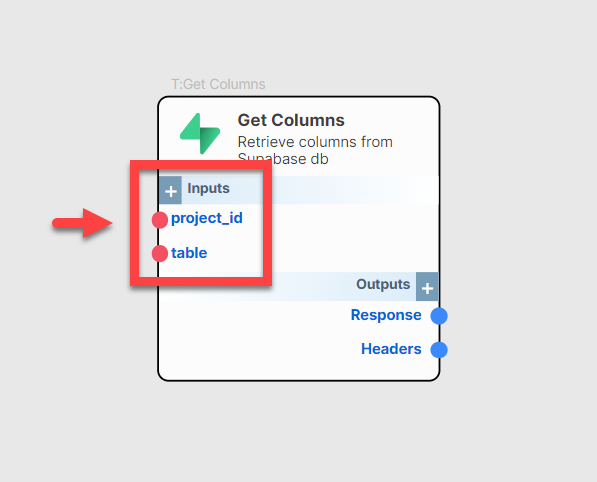 T:Get Columns
Get Columns
Retrieve columns from
Supabase db
+ Inputs
project_id
table
Outputs +
Response
Headers